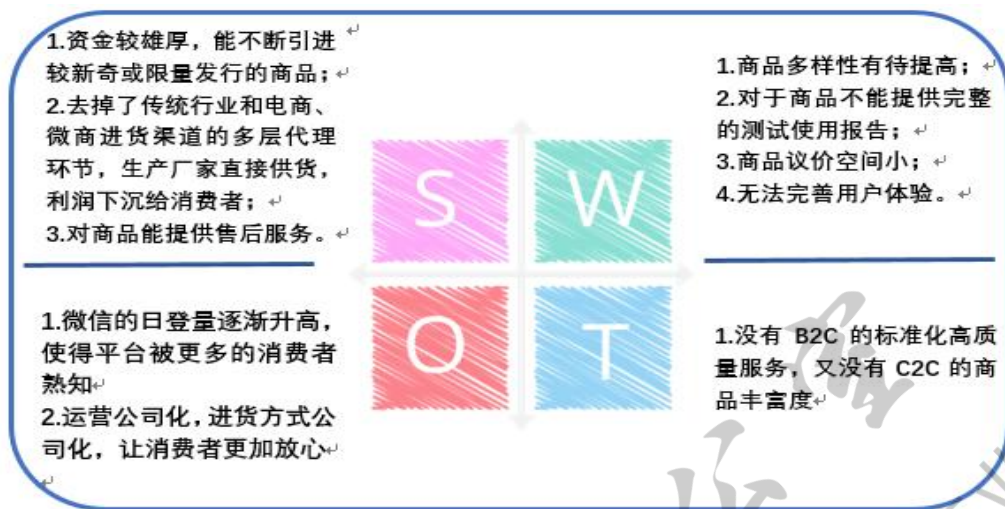 1.资金较雄厚，能不断引进
较新奇或限量发行的商品；
2.去掉了传统行业和电商、
微商进货渠道的多层代理
环节，生产厂家直接供货，
利润下沉给消费者；
3.对商品能提供售后服务。
1.商品多样性有待提高；
2.对于商品不能提供完整
的测试使用报告；
3.商品议价空间小；
4.无法完善用户体验。
S
W
O
T
1.微信的日登量逐渐升高，
使得平台被更多的消费者
熟知
2.运营公司化，进货方式公
司化，让消费者更加放心
1.没有 B2C 的标准化高质
量服务，又没有 C2C 的商
品丰富度